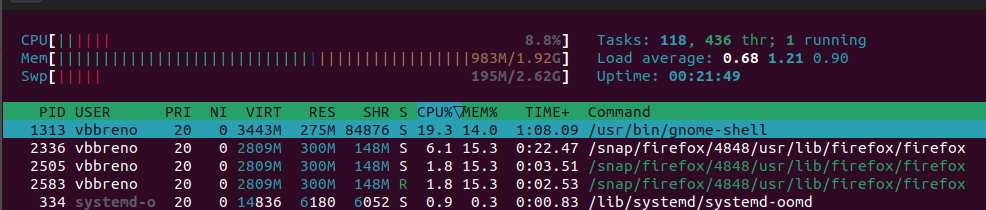 CPU[||||||| 8.8%] Tasks: 118, 436 thr; 1 running
Mem[||||||||||||||||||||||||||||||||||||||||||||||||||||983M/1.92G] Load average: 0.68 1.21 0.90
Swp[|||||| 195M/2.62G] Uptime: 00:21:49
PID USER PRI NI VIRT RES SHR S CPU%▽MEM% TIME+ Command
1313 vbbreno 20 0 3443M 275M 84876 S 19.3 14.0 1:08.09 /usr/bin/gnome-shell
2336 vbbreno 20 0 2809M 300M 148M S 6.1 15.3 0:22.47 /snap/firefox/4848/usr/lib/firefox/firefox
2505 vbbreno 20 0 2809M 300M 148M S 1.8 15.3 0:03.51 /snap/firefox/4848/usr/lib/firefox/firefox
2583 vbbreno 20 0 2809M 300M 148M R 1.8 15.3 0:02.53 /snap/firefox/4848/usr/lib/firefox/firefox
334 systemd-o 20 0 14836 6180 6052 S 0.9 0.3 0:00.83 /lib/systemd/systemd-oomd